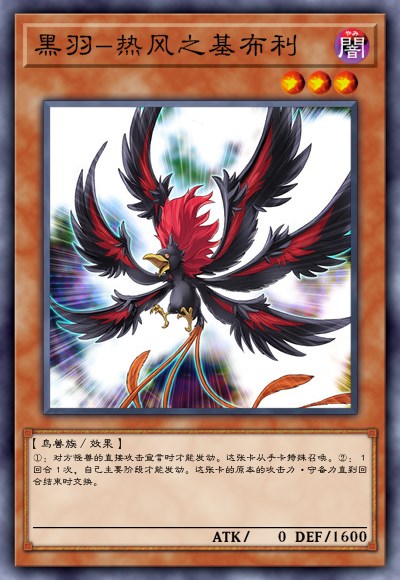 黑羽-热风之基布利
やみ
闇
【鸟兽族／效果】
①：对方怪兽的直接攻击宣言时才能发动。这张卡从手卡特殊召唤。②：1
回合1次，自己主要阶段才能发动。这张卡的原本的攻击力·守备力直到回
合结束时交换。
ATK/ 0 DEF/1600